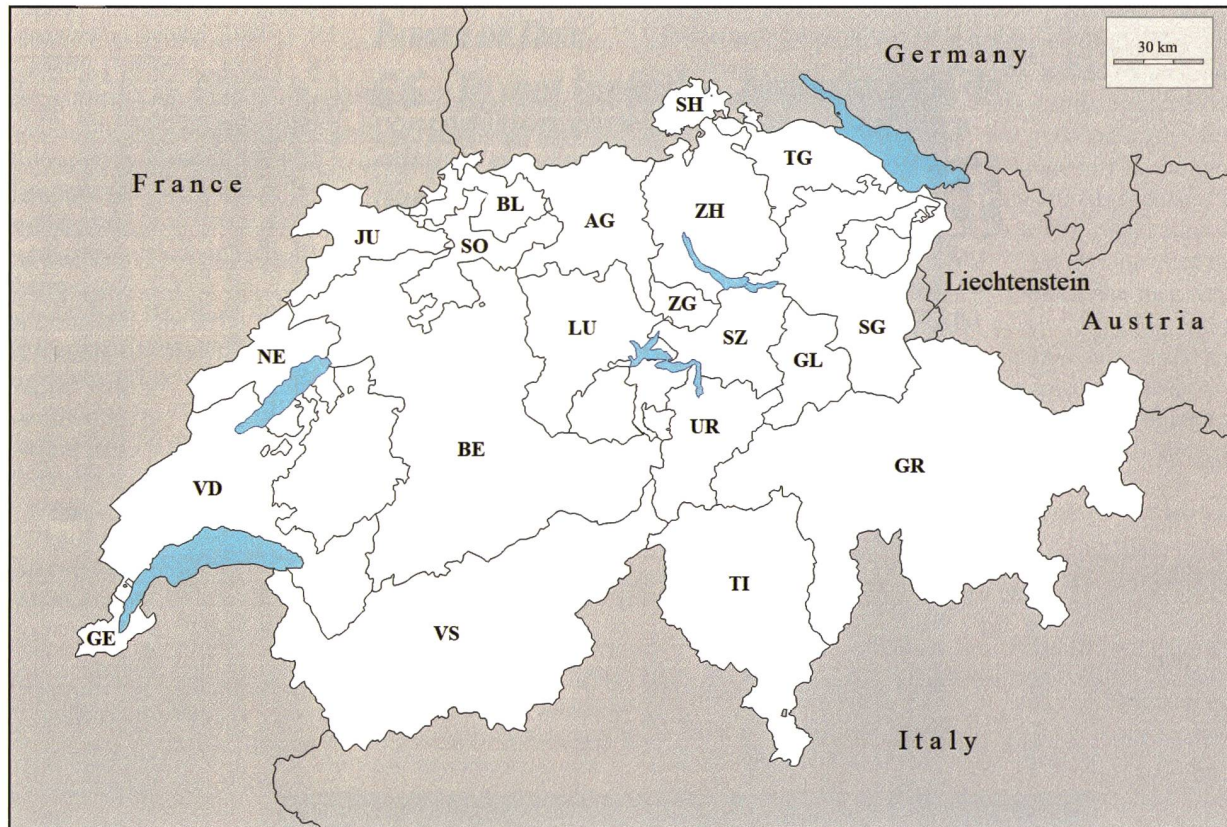 30 km
Germany
SH
France
TG
BL
ZH
AG
JU
SO
Liechtenstein
ZG
Austria
LU
SZ
SG
NE
GL
UR
BE
GR
VD
TI
GE
VS
Italy